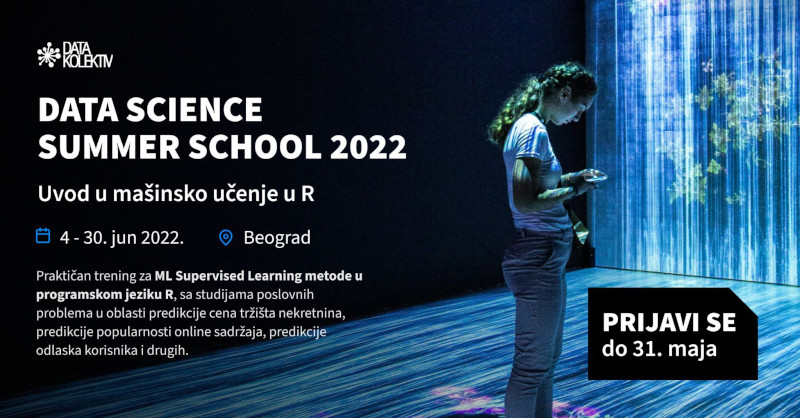 DATA
KOLEKTIV
DATA SCIENCE
SUMMER SCHOOL 2022
Uvod u mašinsko učenje u R
4 - 30. jun 2022. Beograd
Praktičan trening za ML Supervised Learning metode u
programskom jeziku R, sa studijama poslovnih
problema u oblasti predikcije cena tržišta nekretnina,
predikcije popularnosti online sadržaja, predikcije
odlaska korisnika i drugih.
PRIJAVI SE
do 31. maja